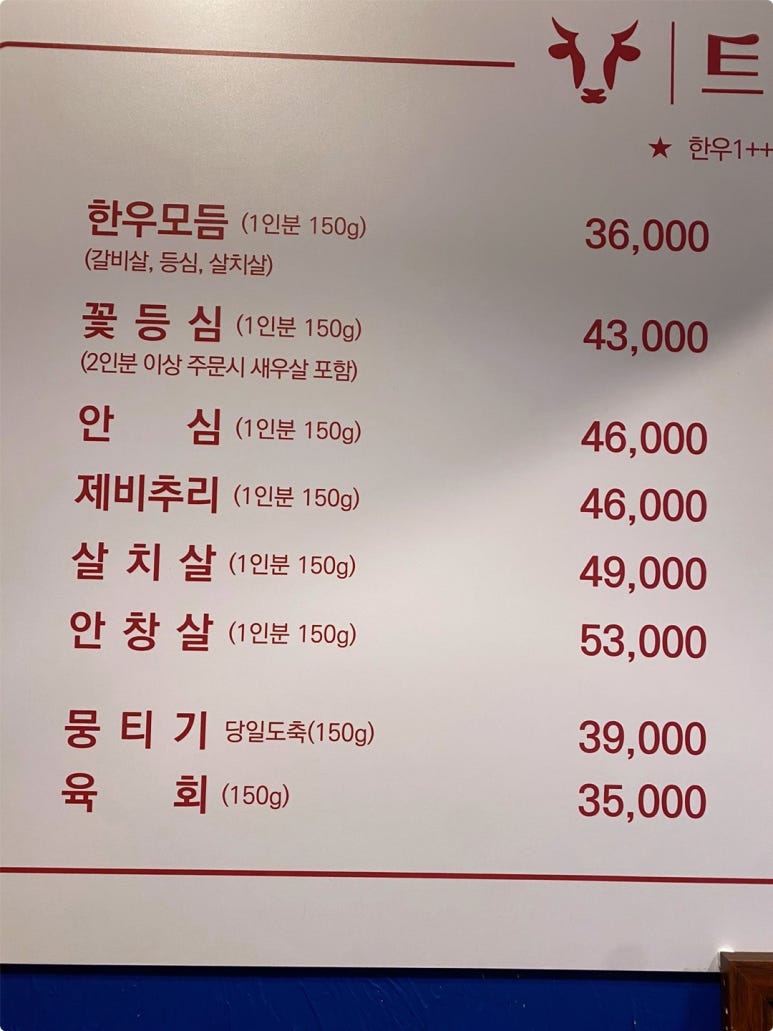 트
★ 한우1++
한우모듬 (1인분 150g) 36,000
(갈비살, 등심, 살치살)
꽃등심 (1인분 150g) 43,000
(2인분 이상 주문시 새우살 포함)
안심 (1인분 150g) 46,000
제비추리 (1인분 150g) 46,000
살치살 (1인분 150g) 49,000
안창살 (1인분 150g) 53,000
뭉티기 당일도축(150g) 39,000
육회 (150g) 35,000